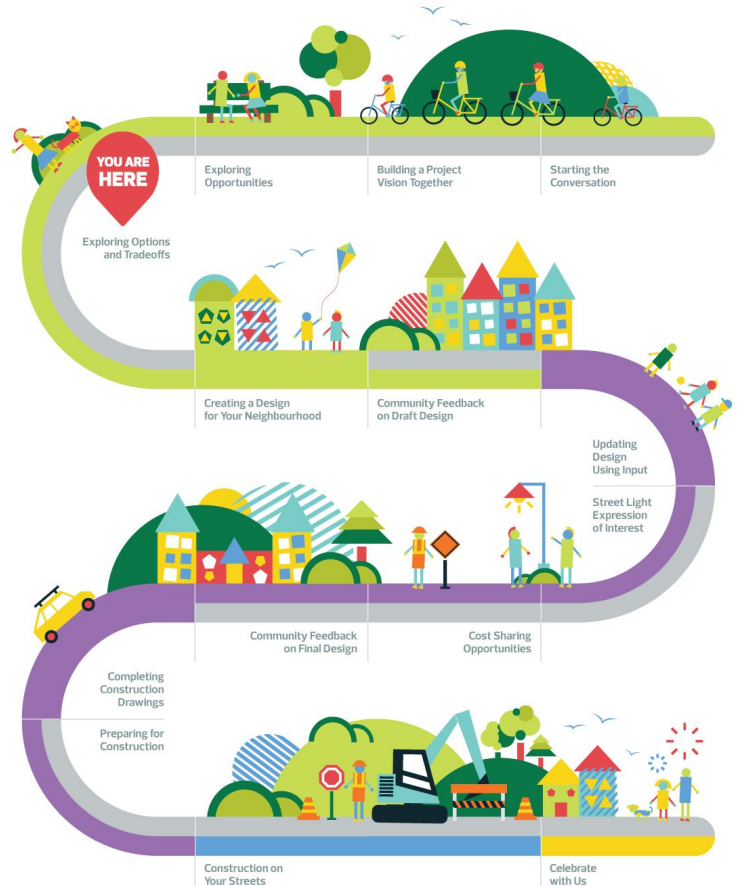 YOU ARE
HERE
Exploring
Opportunities
Building a Project
Vision Together
Starting the
Conversation
Exploring Options
and Tradeoffs
Creating a Design
for Your Neighbourhood
Community Feedback
on Draft Design
Updating
Design
Using Input
Street Light
Expression
of Interest
Community Feedback
on Final Design
Cost Sharing
Opportunities
Completing
Construction
Drawings
Preparing for
Construction
Construction on
Your Streets
Celebrate
with Us